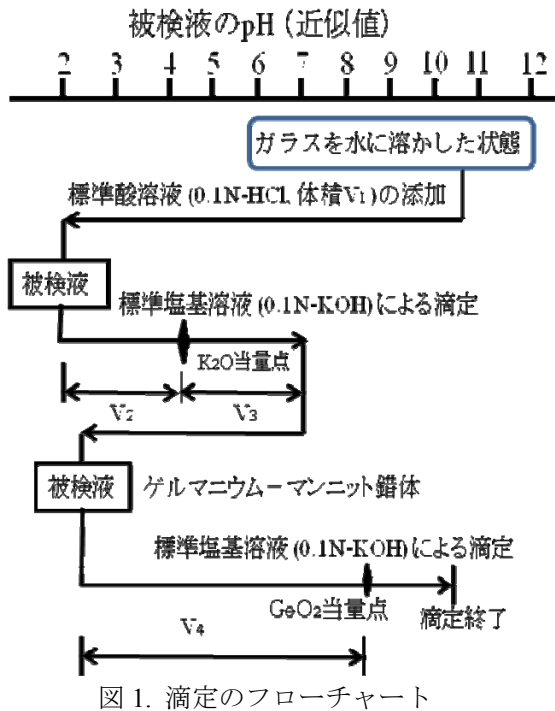 被検液のpH (近似値)
2 3 4 5 6 7 8 9 10 11 12
ガラスを水に溶かした状態
標準酸溶液 (0.1N-HCl, 体積V1) の添加
被検液
標準塩基溶液 (0.1N-KOH) による滴定
K2O当量点
V2 V3
被検液 ゲルマニウム－マンニット錯体
標準塩基溶液 (0.1N-KOH) による滴定
GeO2当量点
滴定終了
V4
図 1. 滴定のフローチャート